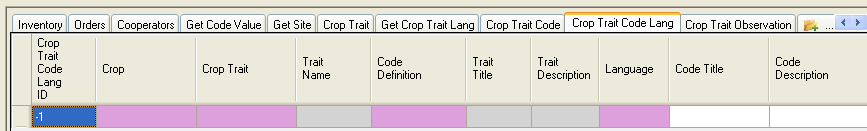 Inventory Orders Cooperators Get Code Value Get Site Crop Trait Get Crop Trait Lang Crop Trait Code Crop Trait Code Lang Crop Trait Observation ...
Crop Trait Code Lang ID Crop Crop Trait Trait Name Code Definition Trait Title Trait Description Language Code Title Code Description
-1